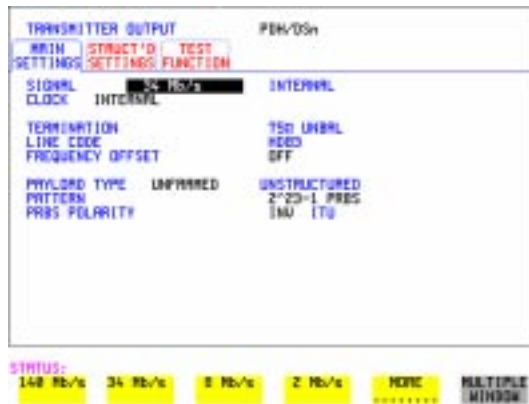 TRANSMITTER OUTPUT PDH/DSn
MAIN SETTINGS STRUCT'D SETTINGS TEST FUNCTION
SIGNAL 34 Mb/s INTERNAL
CLOCK INTERNAL
TERMINATION 75Ω UNBAL
LINE CODE HDB3
FREQUENCY OFFSET OFF
PAYLOAD TYPE UNFRAMED UNSTRUCTURED
PATTERN 2^23-1 PRBS
PRBS POLARITY INV ITU
STATUS:
140 Mb/s 34 Mb/s 8 Mb/s 2 Mb/s MORE ........ MULTIPLE WINDOW